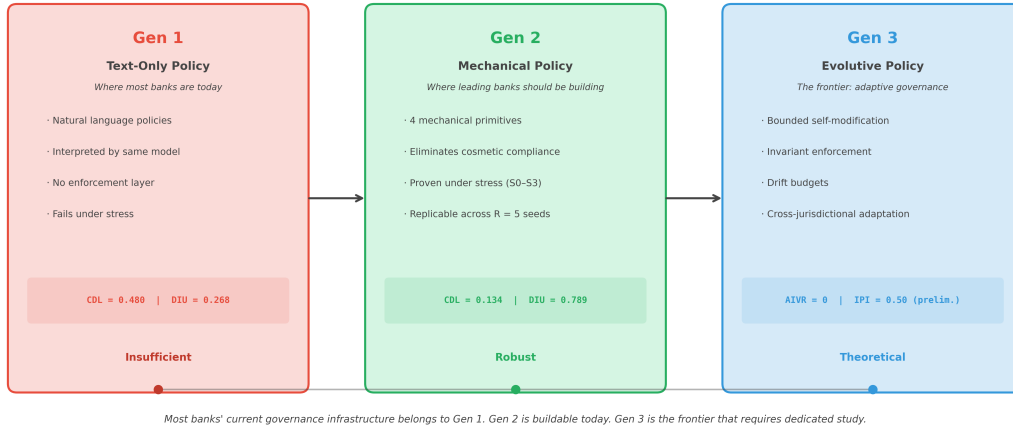 Gen 1
Text-Only Policy
Where most banks are today
· Natural language policies
· Interpreted by same model
· No enforcement layer
· Fails under stress
CDL = 0.480 | DIU = 0.268
Insufficient
Gen 2
Mechanical Policy
Where leading banks should be building
· 4 mechanical primitives
· Eliminates cosmetic compliance
· Proven under stress (S0–S3)
· Replicable across R = 5 seeds
CDL = 0.134 | DIU = 0.789
Robust
Gen 3
Evolutive Policy
The frontier: adaptive governance
· Bounded self-modification
· Invariant enforcement
· Drift budgets
· Cross-jurisdictional adaptation
AIVR = 0 | IPI = 0.50 (prelim.)
Theoretical
Most banks' current governance infrastructure belongs to Gen 1. Gen 2 is buildable today. Gen 3 is the frontier that requires dedicated study.